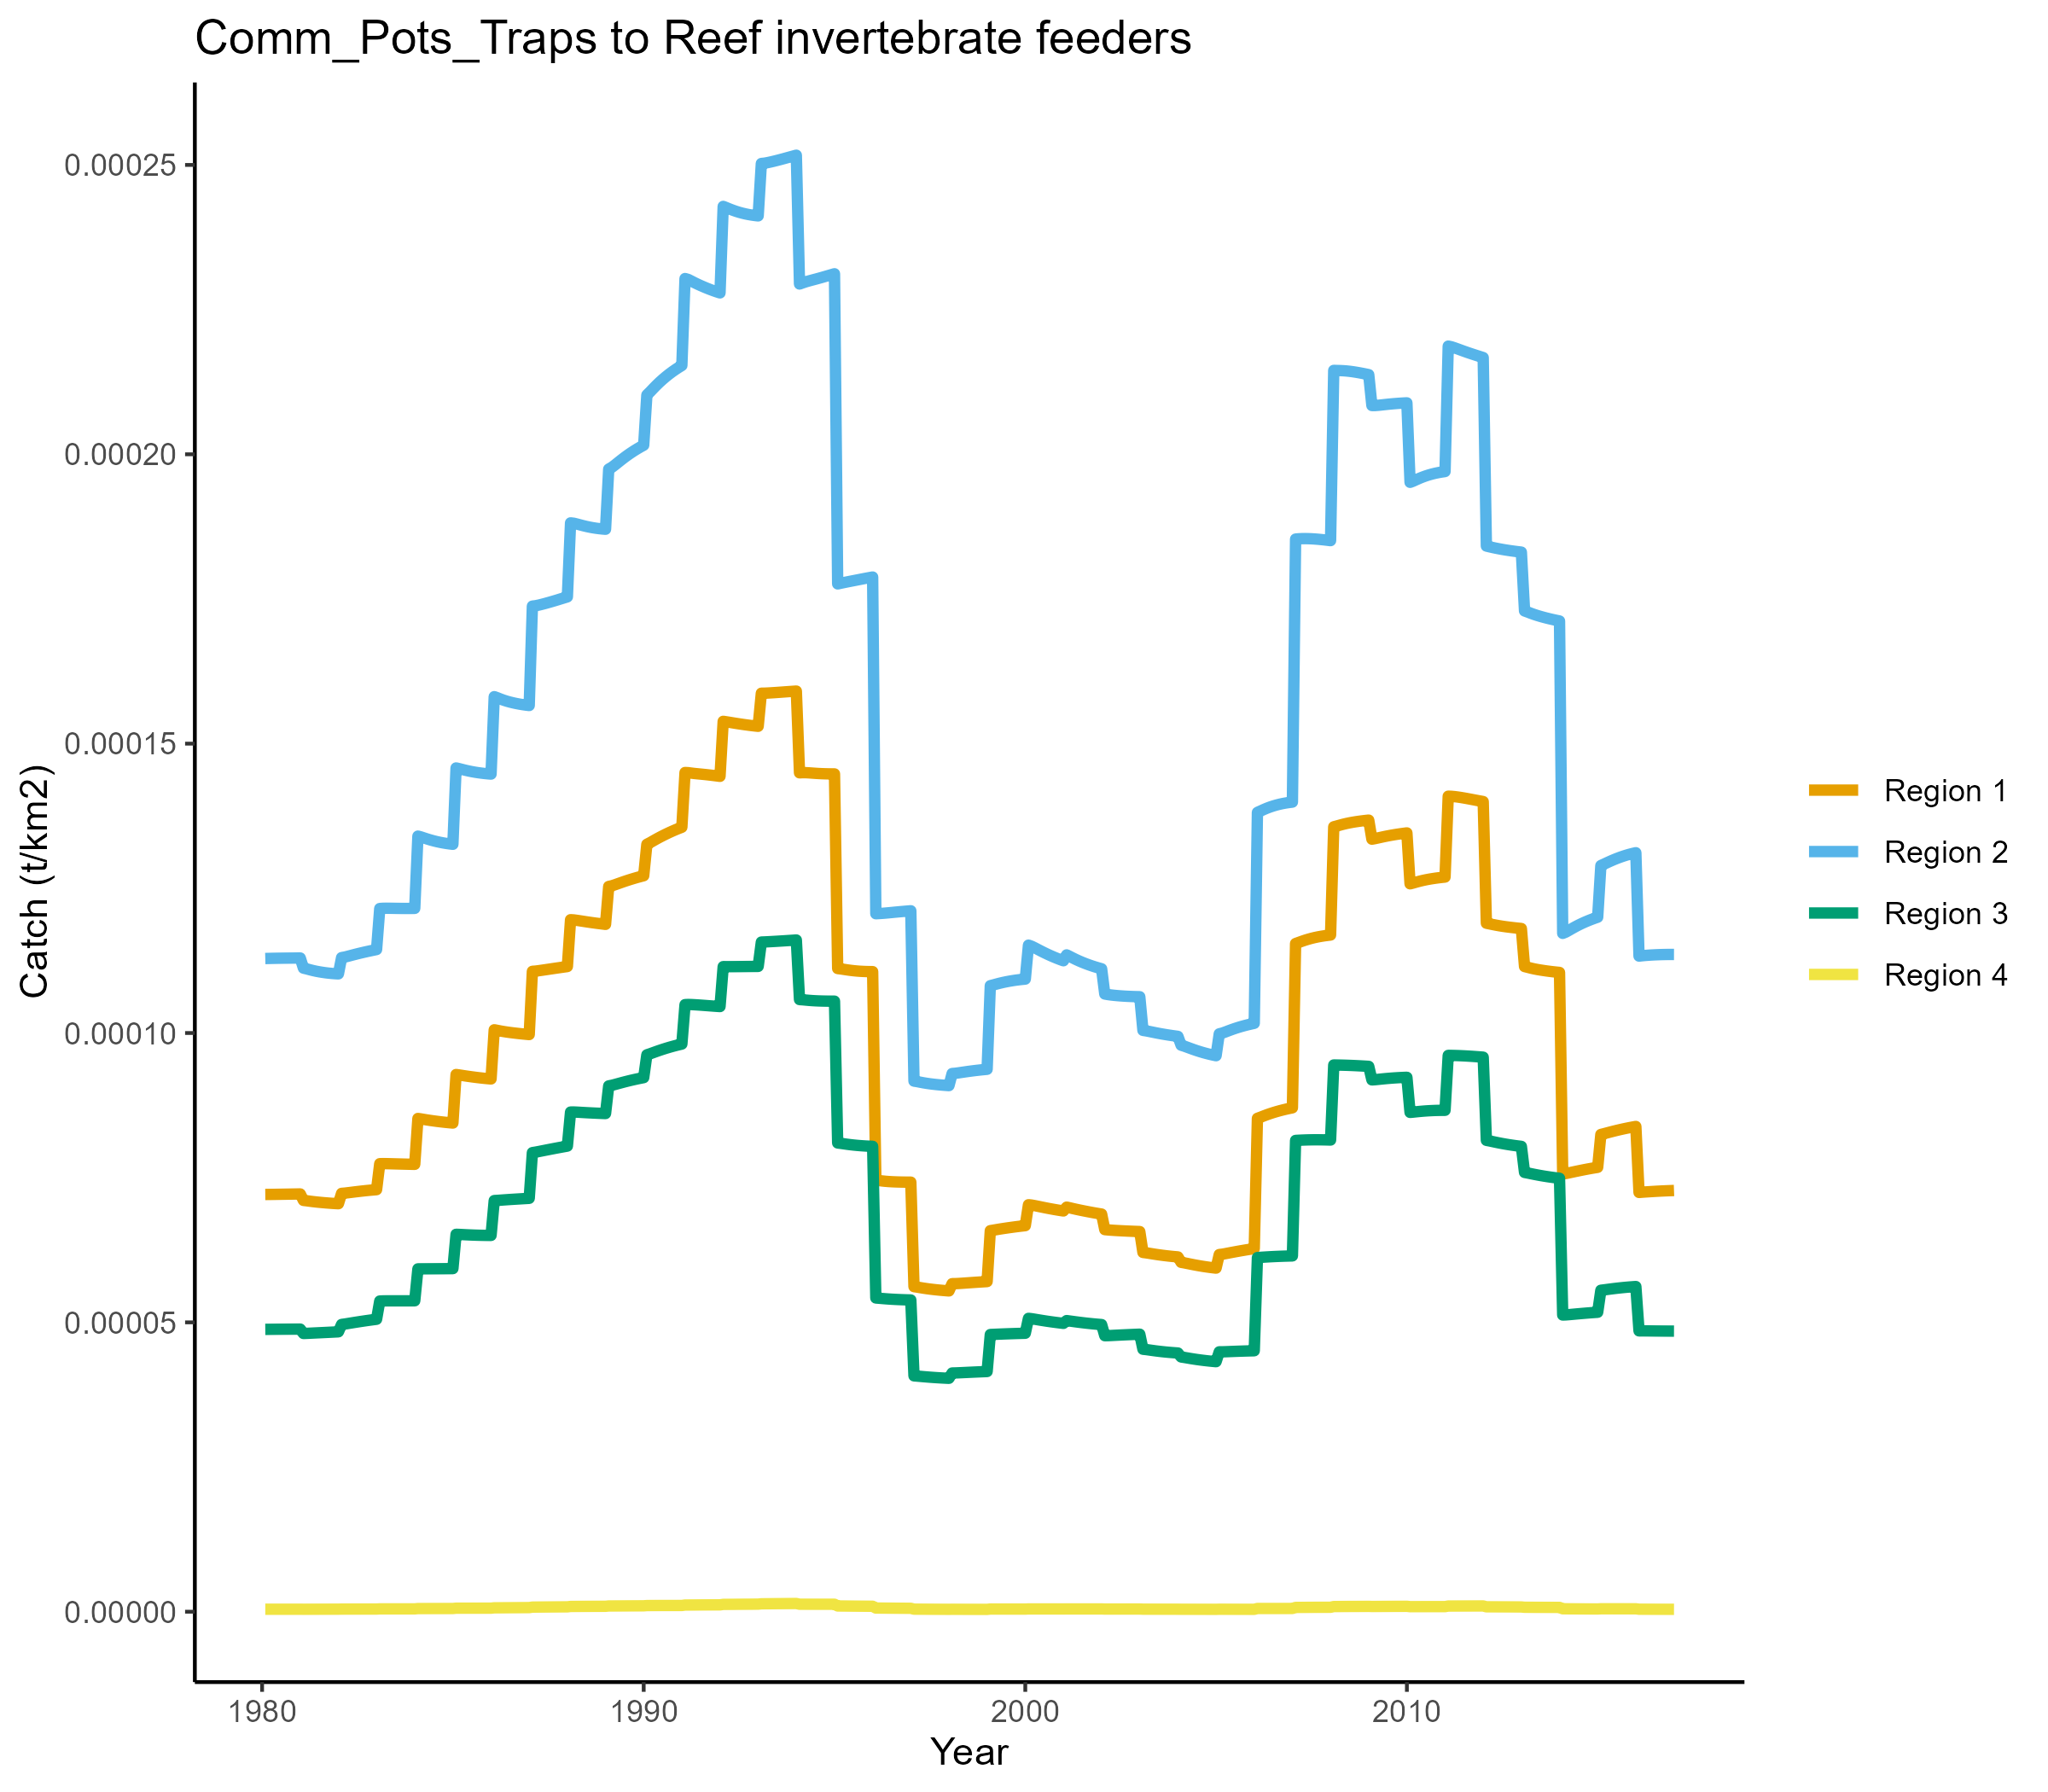 Comm_Pots_Traps to Reef invertebrate feeders
0.00025
0.00020
0.00015
0.00010
0.00005
0.00000
Catch (t/km2)
1980
1990
2000
2010
Year
Region 1
Region 2
Region 3
Region 4